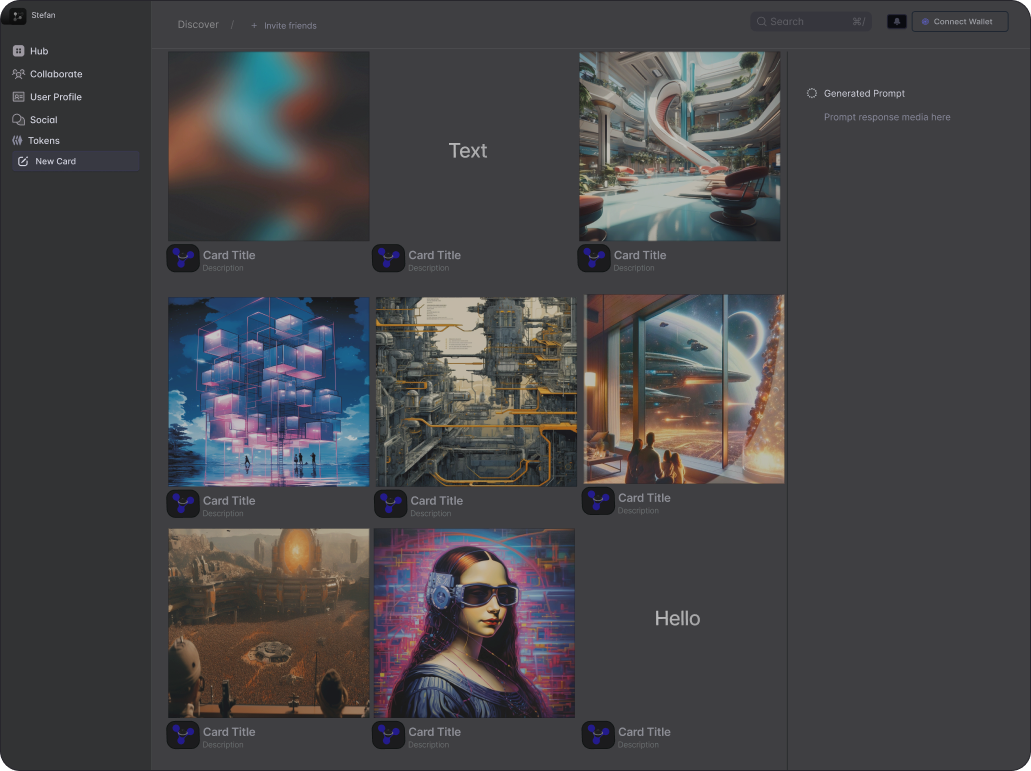 Stefan
Discover / + Invite friends
Search ⌘/
Connect Wallet
Hub
Collaborate
User Profile
Social
Tokens
New Card
Generated Prompt
Prompt response media here
Text
Card Title
Description
Card Title
Description
Card Title
Description
Card Title
Description
Card Title
Description
Card Title
Description
Hello
Card Title
Description
Card Title
Description
Card Title
Description